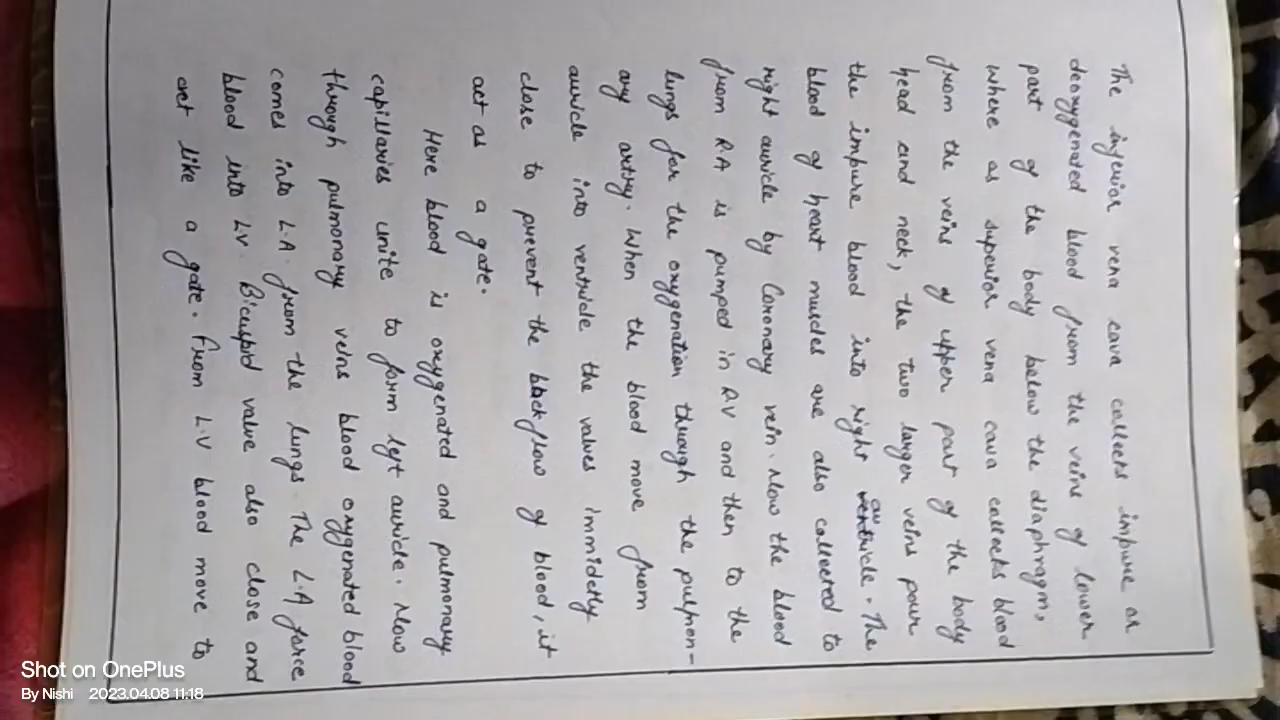 The inferior vena cava collects impure or
deoxygenated blood from the veins of lower
part of the body below the diaphragm,
where as superior vena cava collects blood
from the veins of upper part of the body
head and neck, the two larger veins pour
the impure blood into right auricle. The
blood of heart muscles are also collected to
right auricle by Coronary vein. Now the blood
from RA is pumped in RV and then to the
lungs for the oxygenation through the pulmon-
ary artry. When the blood move from
auricle into ventricle the valves immidetly
close to prevent the back flow of blood, it
act as a gate.
Here blood is oxygenated and pulmonary
capillaries unite to form left auricle. Now
through pulmonary veins blood oxygenated blood
comes into L.A. from the lungs. The L.A force
blood into LV. Bicuspid valve also close and
act like a gate. From L.V blood move to
Shot on OnePlus
By Nishi 2023.04.08 11:18